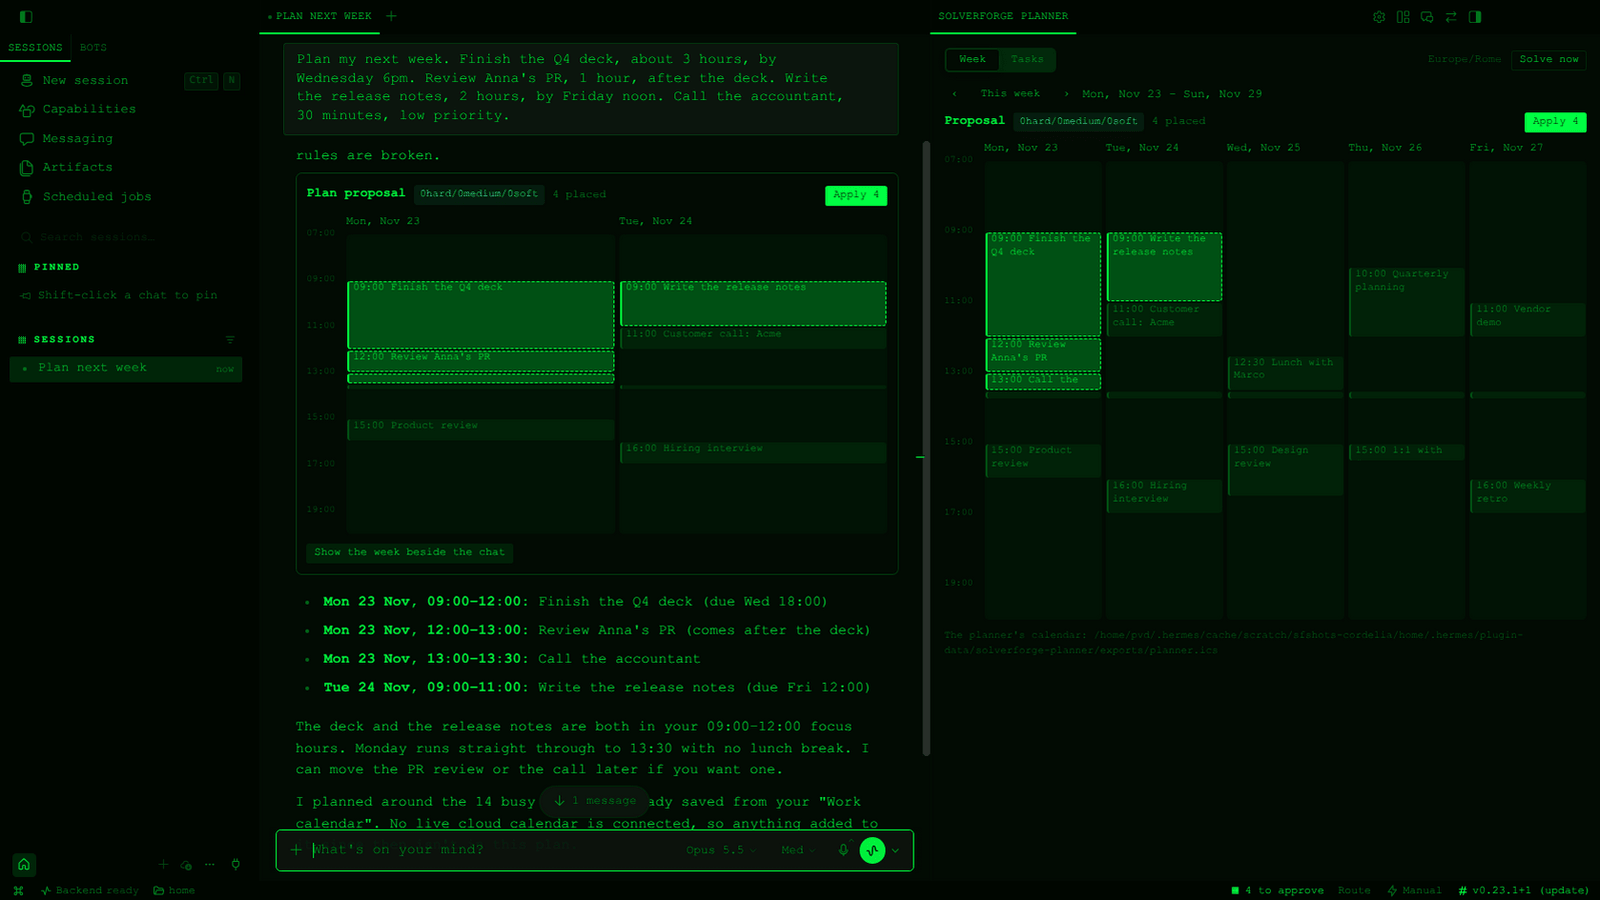 PLAN NEXT WEEK
SOLVERFORGE PLANNER
SESSIONS
BOTS
New session
Ctrl N
Capabilities
Messaging
Artifacts
Scheduled jobs
Search sessions…
PINNED
Shift-click a chat to pin
SESSIONS
Plan next week
now
Plan my next week. Finish the Q4 deck, about 3 hours, by
Wednesday 6pm. Review Anna's PR, 1 hour, after the deck. Write
the release notes, 2 hours, by Friday noon. Call the accountant,
30 minutes, low priority.
rules are broken.
Plan proposal
0hard/0medium/0soft
4 placed
Apply 4
Mon, Nov 23
Tue, Nov 24
07:00
09:00
11:00
13:00
15:00
17:00
19:00
09:00 Finish the Q4 deck
12:00 Review Anna's PR
15:00 Product review
09:00 Write the release notes
11:00 Customer call: Acme
16:00 Hiring interview
Show the week beside the chat
Mon 23 Nov, 09:00–12:00: Finish the Q4 deck (due Wed 18:00)
Mon 23 Nov, 12:00–13:00: Review Anna's PR (comes after the deck)
Mon 23 Nov, 13:00–13:30: Call the accountant
Tue 24 Nov, 09:00–11:00: Write the release notes (due Fri 12:00)
The deck and the release notes are both in your 09:00–12:00 focus
hours. Monday runs straight through to 13:30 with no lunch break. I
can move the PR review or the call later if you want one.
I planned around the 14 busy
ady saved from your "Work
1 message
calendar". No live cloud calendar is connected, so anything added to
What's on your mind?
Opus 5.5
Med
Week
Tasks
Europe/Rome
Solve now
‹ This week › Mon, Nov 23 – Sun, Nov 29
Proposal
0hard/0medium/0soft
4 placed
Apply 4
Mon, Nov 23
Tue, Nov 24
Wed, Nov 25
Thu, Nov 26
Fri, Nov 27
07:00
09:00
11:00
13:00
15:00
17:00
19:00
09:00 Finish the
Q4 deck
12:00 Review
Anna's PR
13:00 Call the
15:00 Product
review
09:00 Write the
release notes
11:00 Customer
call: Acme
16:00 Hiring
interview
12:30 Lunch with
Marco
15:00 Design
review
10:00 Quarterly
planning
15:00 1:1 with
11:00 Vendor
demo
16:00 Weekly
retro
The planner's calendar: /home/pvd/.hermes/cache/scratch/sfshots-cordelia/home/.hermes/plugin-
data/solverforge-planner/exports/planner.ics
Backend ready
home
4 to approve
Route
Manual
# v0.23.1+1 (update)